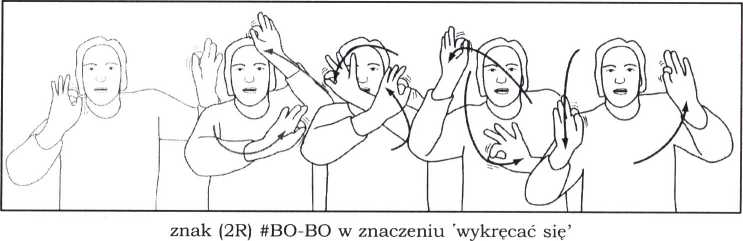 znak (2R) #BO-BO w znaczeniu 'wykręcać się'